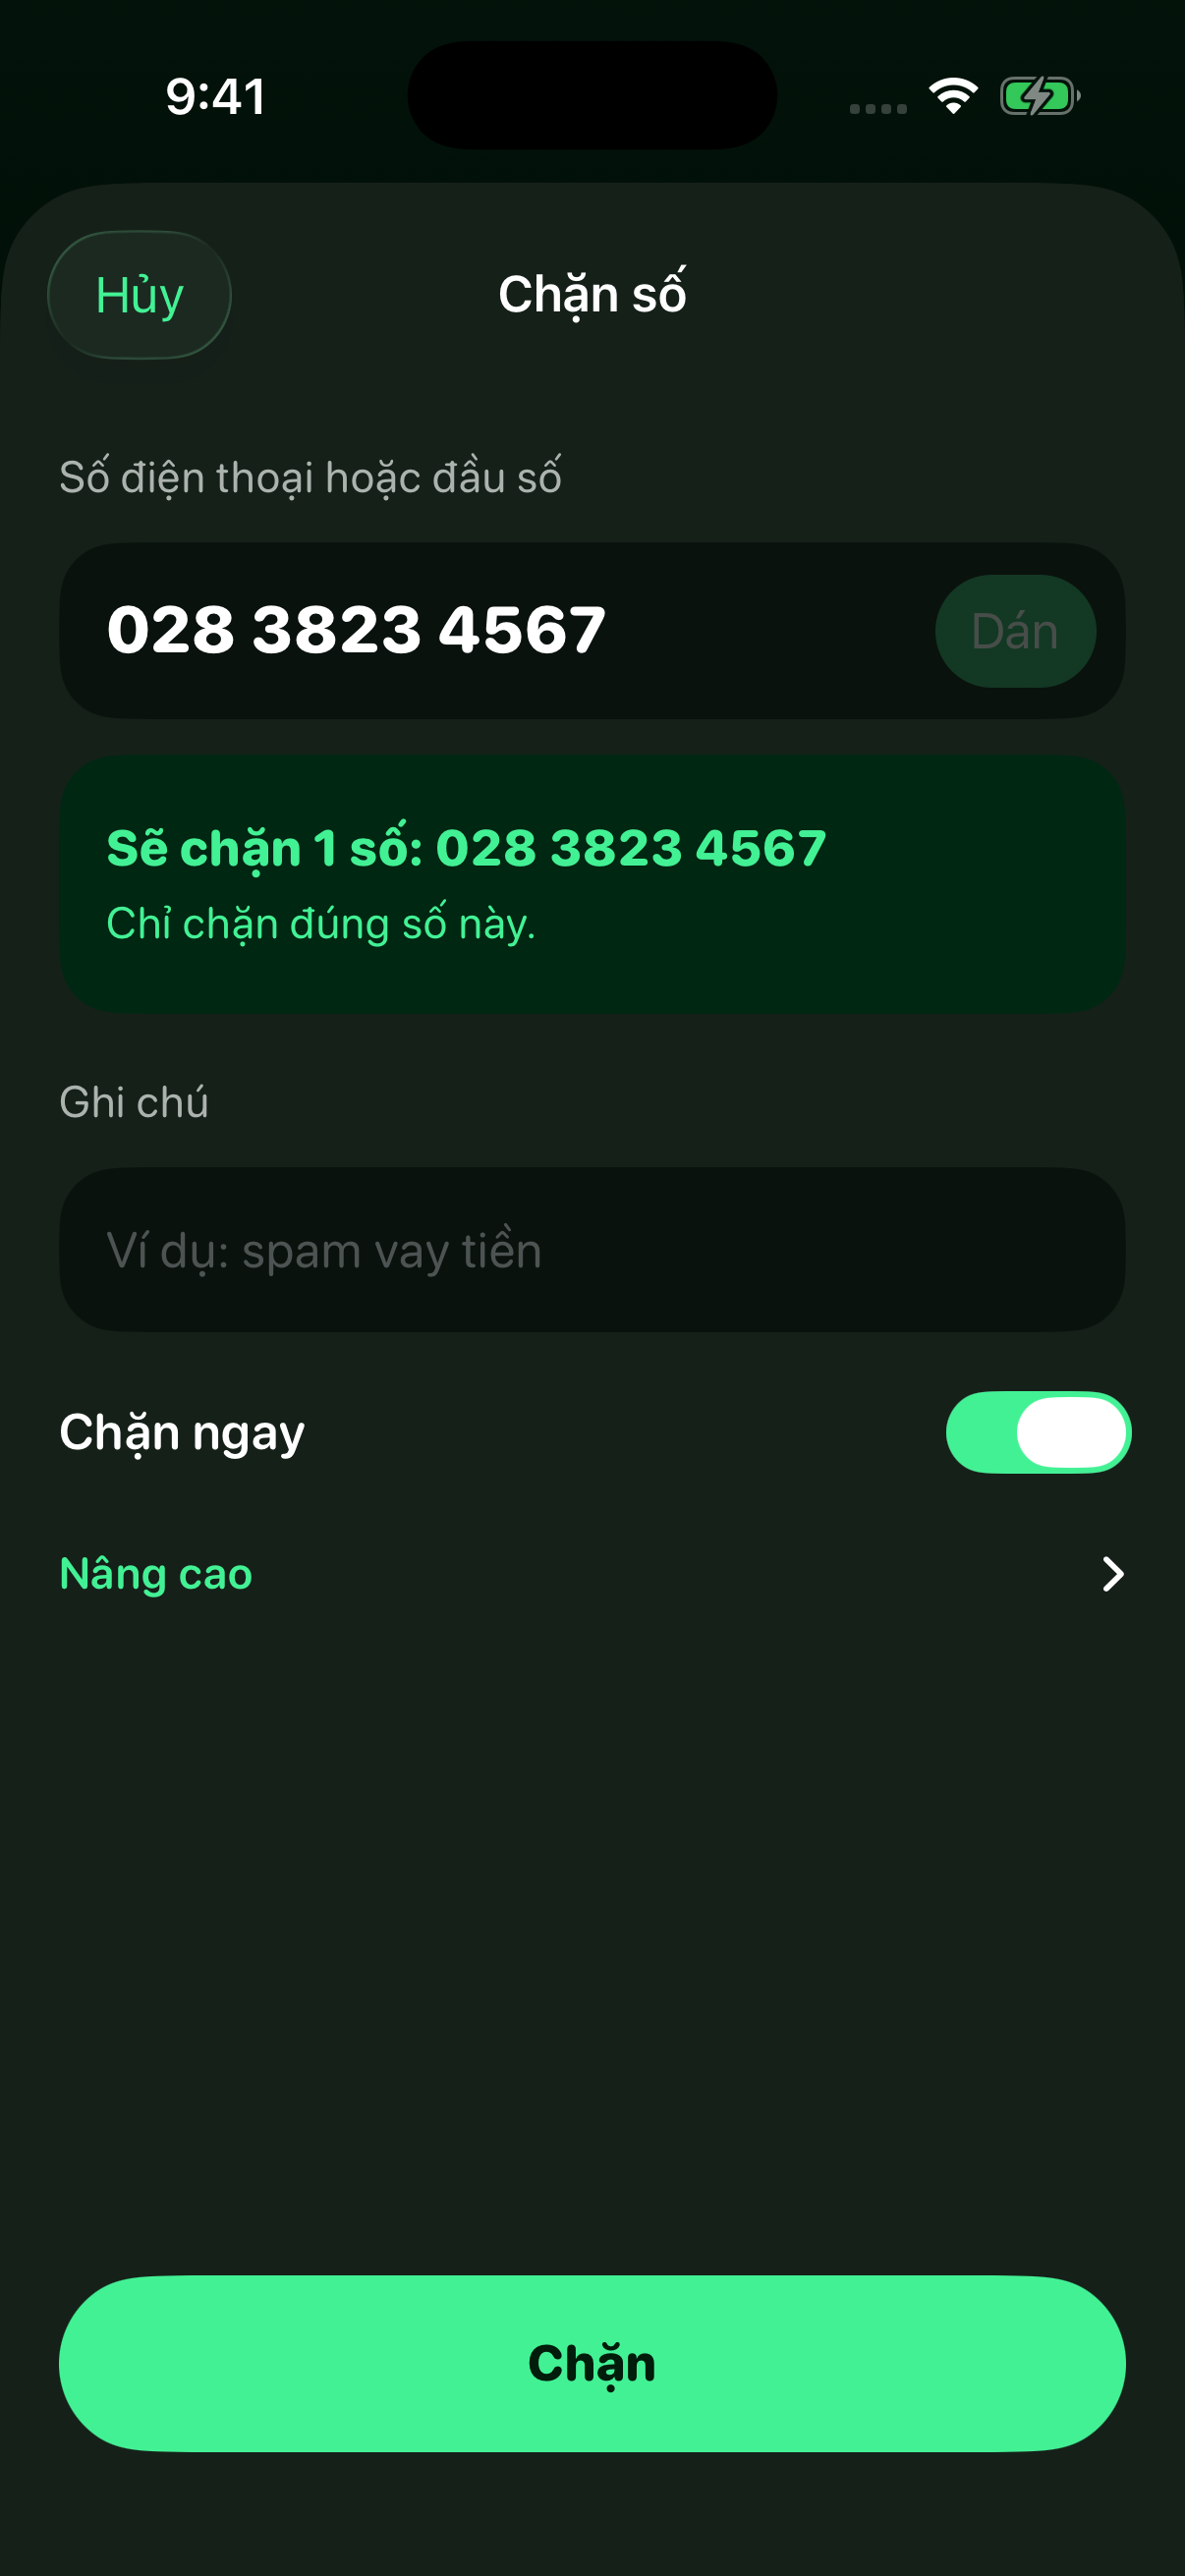 9:41
Hủy
Chặn số
Số điện thoại hoặc đầu số
028 3823 4567
Dán
Sẽ chặn 1 số: 028 3823 4567
Chỉ chặn đúng số này.
Ghi chú
Ví dụ: spam vay tiền
Chặn ngay
Nâng cao
Chặn